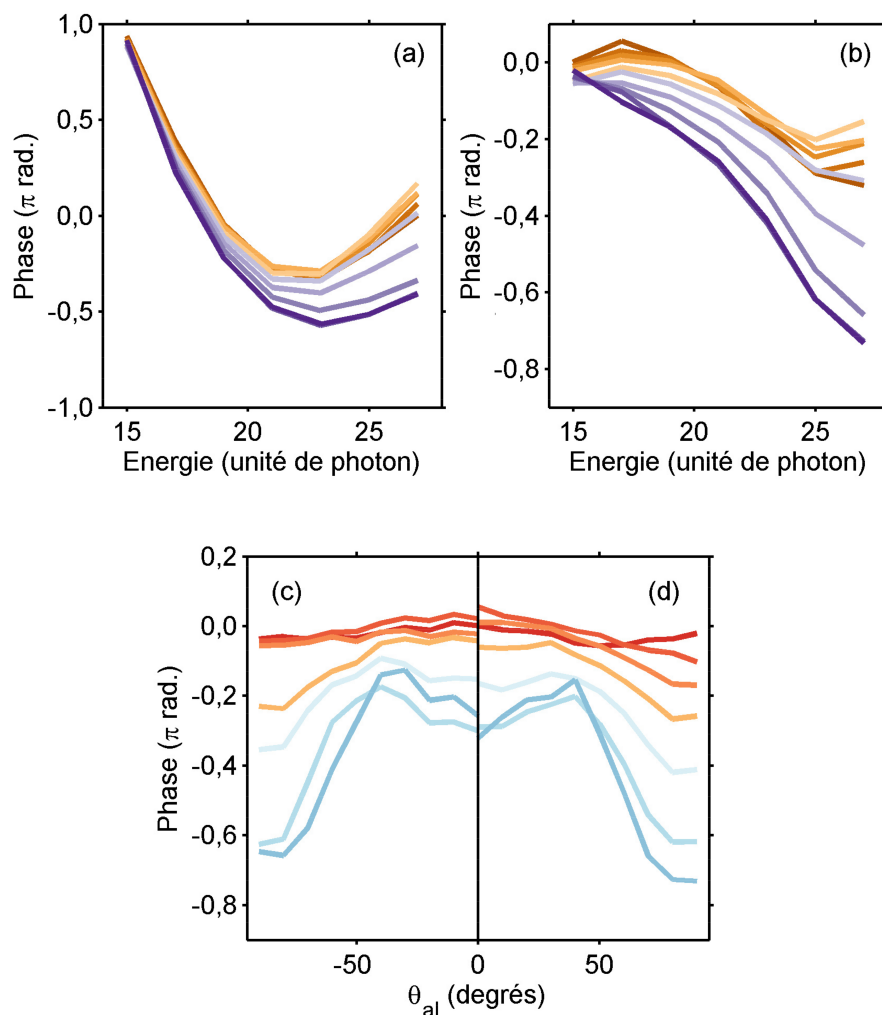 (a)
Phase (π rad.)
1,0
0,5
0,0
-0,5
-1,0
15 20 25
Energie (unité de photon)
(b)
Phase (π rad.)
0,0
-0,2
-0,4
-0,6
-0,8
15 20 25
Energie (unité de photon)
(c) (d)
Phase (π rad.)
0,2
0,0
-0,2
-0,4
-0,6
-0,8
-50 0 50
θal (degrés)